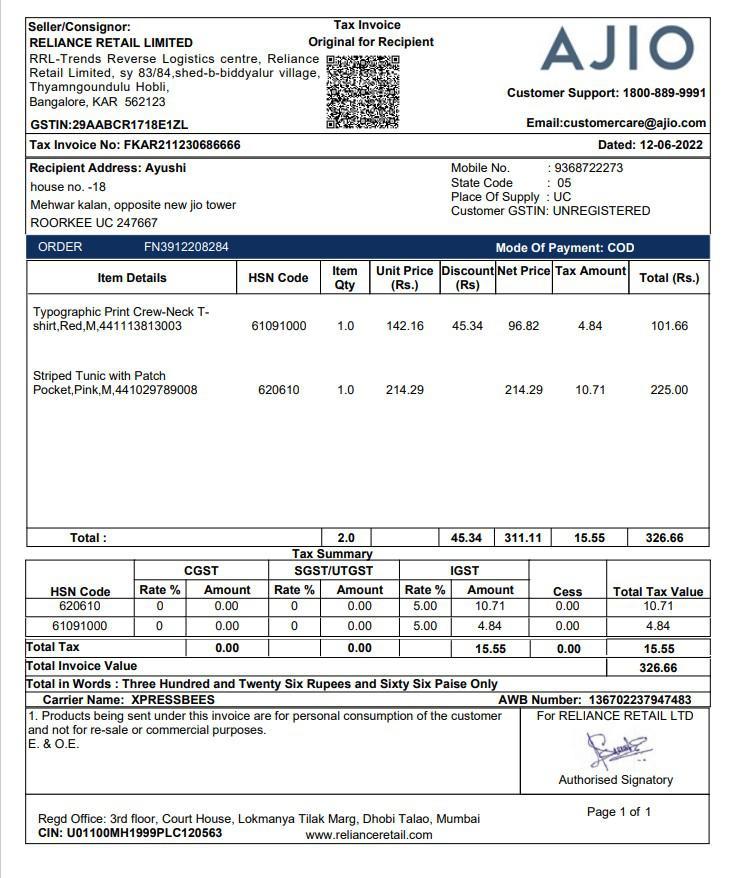 Seller/Consignor:
RELIANCE RETAIL LIMITED
RRL-Trends Reverse Logistics centre, Reliance
Retail Limited, sy 83/84,shed-b-biddyalur village,
Thyamngoundulu Hobli,
Bangalore, KAR 562123
GSTIN:29AABCR1718E1ZL
Tax Invoice
Original for Recipient
AJIO
Customer Support: 1800-889-9991
Email:customercare@ajio.com
Tax Invoice No: FKAR211230686666 Dated: 12-06-2022
Recipient Address: Ayushi
house no. -18
Mehwar kalan, opposite new jio tower
ROORKEE UC 247667
Mobile No. : 9368722273
State Code : 05
Place Of Supply : UC
Customer GSTIN: UNREGISTERED
ORDER FN3912208284 Mode Of Payment: COD
Item Details HSN Code Item Qty Unit Price (Rs.) Discount (Rs) Net Price Tax Amount Total (Rs.)
Typographic Print Crew-Neck T-
shirt,Red,M,441113813003 61091000 1.0 142.16 45.34 96.82 4.84 101.66
Striped Tunic with Patch
Pocket,Pink,M,441029789008 620610 1.0 214.29 214.29 10.71 225.00
Total : 2.0 45.34 311.11 15.55 326.66
Tax Summary
CGST SGST/UTGST IGST
HSN Code Rate % Amount Rate % Amount Rate % Amount Cess Total Tax Value
620610 0 0.00 0 0.00 5.00 10.71 0.00 10.71
61091000 0 0.00 0 0.00 5.00 4.84 0.00 4.84
Total Tax 0.00 0.00 15.55 0.00 15.55
Total Invoice Value 326.66
Total in Words : Three Hundred and Twenty Six Rupees and Sixty Six Paise Only
Carrier Name: XPRESSBEES AWB Number: 136702237947483
1. Products being sent under this invoice are for personal consumption of the customer
and not for re-sale or commercial purposes.
E. & O.E.
For RELIANCE RETAIL LTD
Authorised Signatory
Regd Office: 3rd floor, Court House, Lokmanya Tilak Marg, Dhobi Talao, Mumbai
CIN: U01100MH1999PLC120563 www.relianceretail.com
Page 1 of 1